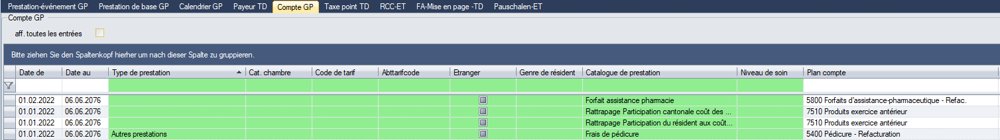 Prestation-événement GP Prestation de base GP Calendrier GP Payeur TD Compte GP Taxe point TD RCC-ET FA-Mise en page -TD Pauschalen-ET
Compte GP
aff. toutes les entrées
Bitte ziehen Sie den Spaltenkopf hierher um nach dieser Spalte zu gruppieren.
Date de Date au Type de prestation Cat. chambre Code de tarif Abttarifcode Etranger Genre de résident Catalogue de prestation Niveau de soin Plan compte
01.02.2022 06.06.2076 Forfait assistance pharmacie 5800 Forfaits d'assistance-pharmaceutique - Refac.
01.01.2022 06.06.2076 Rattrapage Participation cantonale coût des ... 7510 Produits exercice antérieur
01.01.2022 06.06.2076 Rattrapage Participation du résident aux coût... 7510 Produits exercice antérieur
01.01.2022 06.06.2076 Autres prestations Frais de pédicure 5400 Pédicure - Refacturation